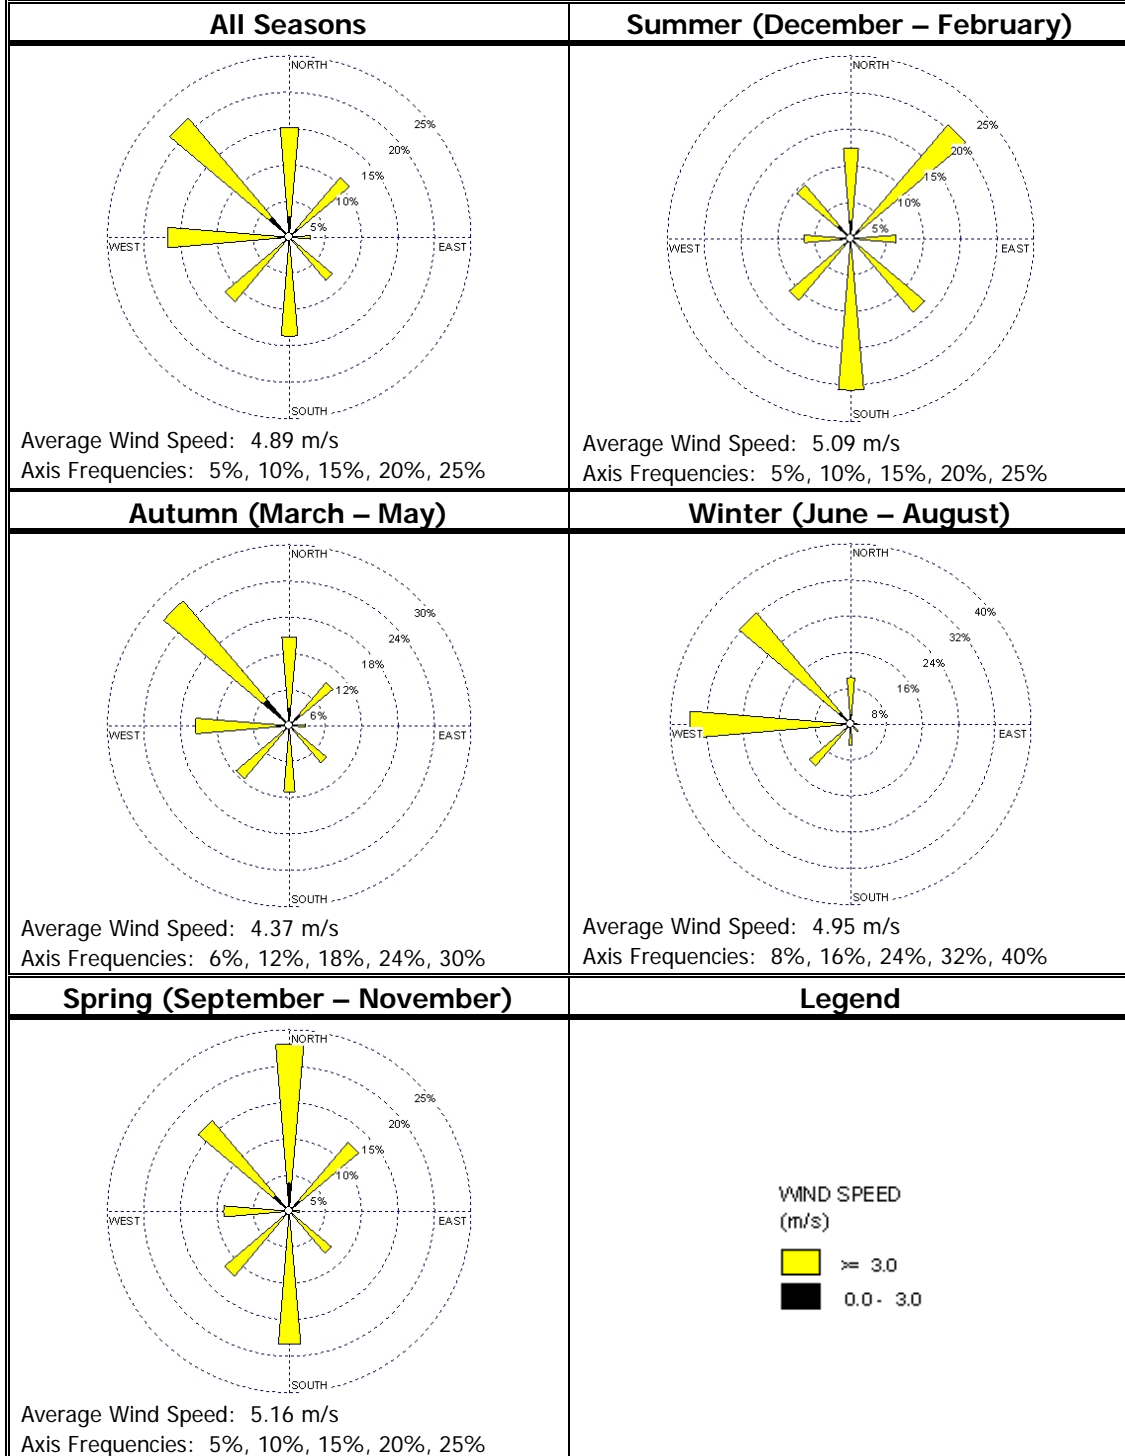 All Seasons
NORTH
25%
20%
15%
10%
5%
WEST
EAST
SOUTH
Average Wind Speed: 4.89 m/s
Axis Frequencies: 5%, 10%, 15%, 20%, 25%
Summer (December – February)
NORTH
25%
20%
15%
10%
5%
WEST
EAST
SOUTH
Average Wind Speed: 5.09 m/s
Axis Frequencies: 5%, 10%, 15%, 20%, 25%
Autumn (March – May)
NORTH
30%
24%
18%
12%
6%
WEST
EAST
SOUTH
Average Wind Speed: 4.37 m/s
Axis Frequencies: 6%, 12%, 18%, 24%, 30%
Winter (June – August)
NORTH
40%
32%
24%
16%
8%
WEST
EAST
SOUTH
Average Wind Speed: 4.95 m/s
Axis Frequencies: 8%, 16%, 24%, 32%, 40%
Spring (September – November)
NORTH
25%
20%
15%
10%
5%
WEST
EAST
SOUTH
Average Wind Speed: 5.16 m/s
Axis Frequencies: 5%, 10%, 15%, 20%, 25%
Legend
WIND SPEED
(m/s)
>= 3.0
0.0 - 3.0